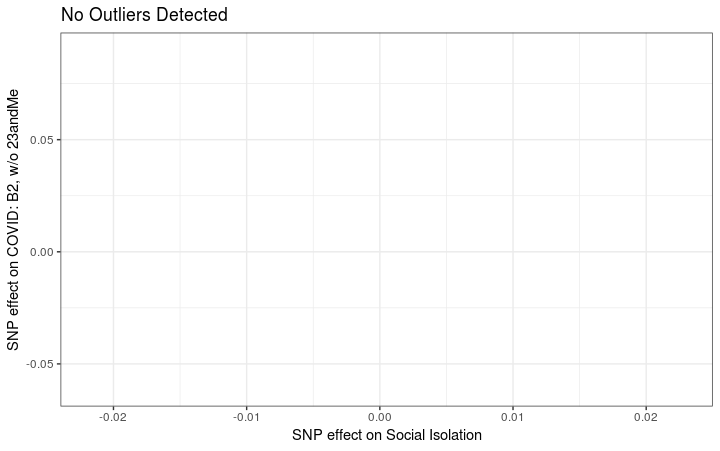 No Outliers Detected
SNP effect on COVID: B2, w/o 23andMe
0.05
0.00
-0.05
-0.02
-0.01
0.00
0.01
0.02
SNP effect on Social Isolation